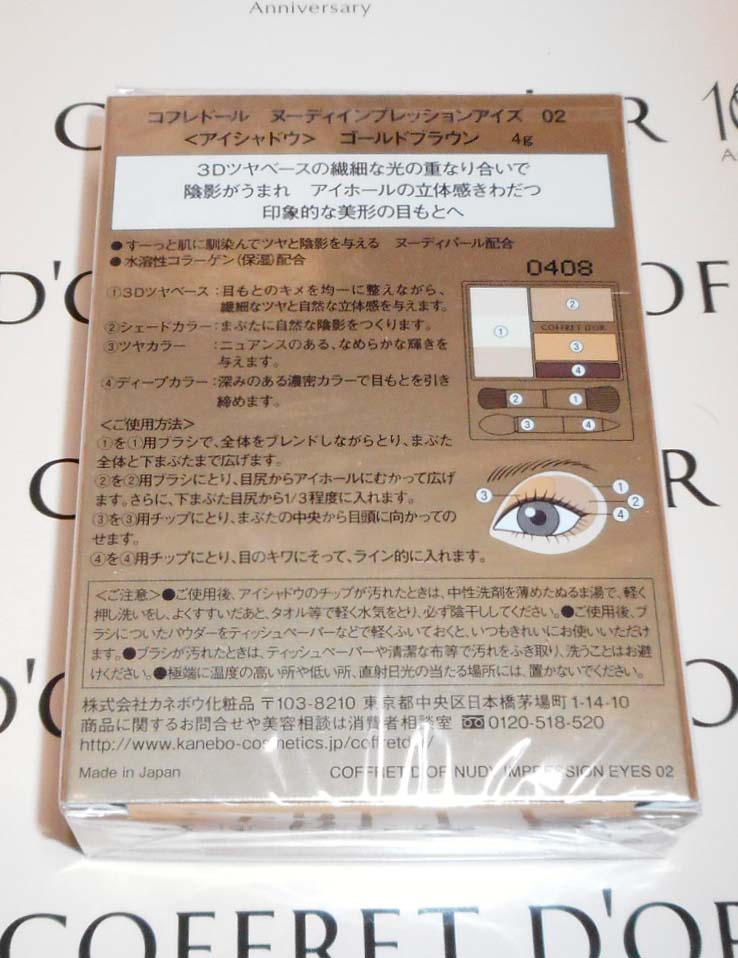 Anniversary
コフレドール ヌーディインプレッションアイズ 02
<アイシャドウ> ゴールドブラウン 4g
3Dツヤベースの繊細な光の重なり合いで
陰影がうまれ アイホールの立体感きわだつ
印象的な美形の目もとへ
●すーっと肌に馴染んでツヤと陰影を与える ヌーディパール配合
●水溶性コラーゲン(保湿)配合
0408
①3Dツヤベース:目もとのキメを均一に整えながら、
繊細なツヤと自然な立体感を与えます。
②シェードカラー:まぶたに自然な陰影をつくります。
③ツヤカラー :ニュアンスのある、なめらかな輝きを
与えます。
④ディープカラー:深みのある濃密カラーで目もとを引き
締めます。
①
②
COFFRET D'OR
③
④
② ①
③ ④
<ご使用方法>
①を①用ブラシで、全体をブレンドしながらとり、まぶた
全体と下まぶたまで広げます。
②を②用ブラシにとり、目尻からアイホールにむかって広げ
ます。さらに、下まぶた目尻から1/3程度に入れます。
③を③用チップにとり、まぶたの中央から目頭に向かっての
せます。
④を④用チップにとり、目のキワにそって、ライン的に入れます。
③
①
②
④
<ご注意>●ご使用後、アイシャドウのチップが汚れたときは、中性洗剤を薄めたぬるま湯で、軽く
押し洗いをし、よくすすいだあと、タオル等で軽く水気をとり、必ず陰干ししてください。●ご使用後、ブ
ラシについたパウダーをティッシュペーパーなどで軽くふいておくと、いつもきれいにお使いいただけ
ます。●ブラシが汚れたときは、ティッシュペーパーや清潔な布等で汚れをふき取り、洗うことはお避
けください。●極端に温度の高い所や低い所、直射日光の当たる場所には、置かないでください。
株式会社カネボウ化粧品 〒103-8210 東京都中央区日本橋茅場町1-14-10
商品に関するお問合せや美容相談は消費者相談室 0120-518-520
http://www.kanebo-cosmetics.jp/coffretdor/
Made in Japan
COFFRET D'OR NUDY IMPRESSION EYES 02
COFFRET D'OR